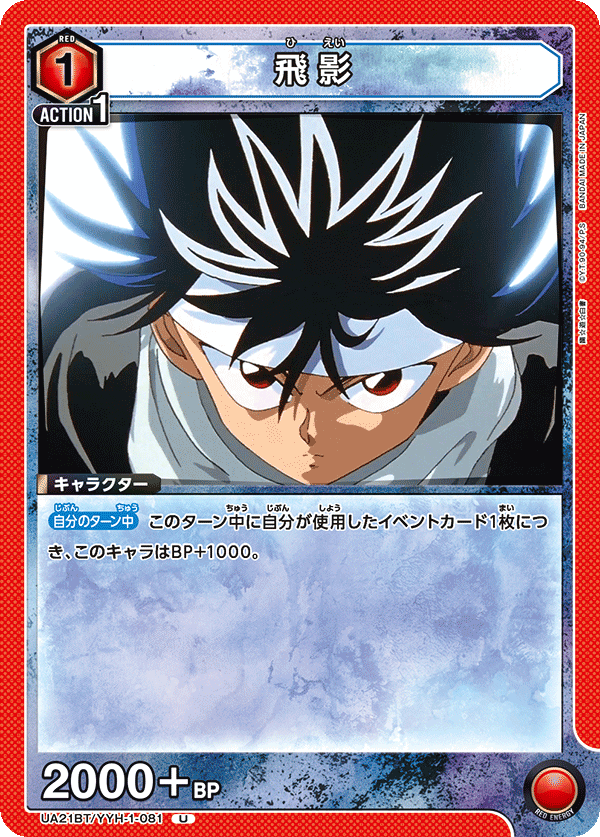 RED
1
ACTION 1
ひ えい
飛影
BANDAI MADE IN JAPAN
©Y.T.90-94/P.S
キャラクター
じぶん ちゅう ちゅう じぶん しよう まい
自分のターン中 このターン中に自分が使用したイベントカード1枚につ
き、このキャラはBP+1000。
2000+BP
RED ENERGY
UA21BT/YYH-1-081 U